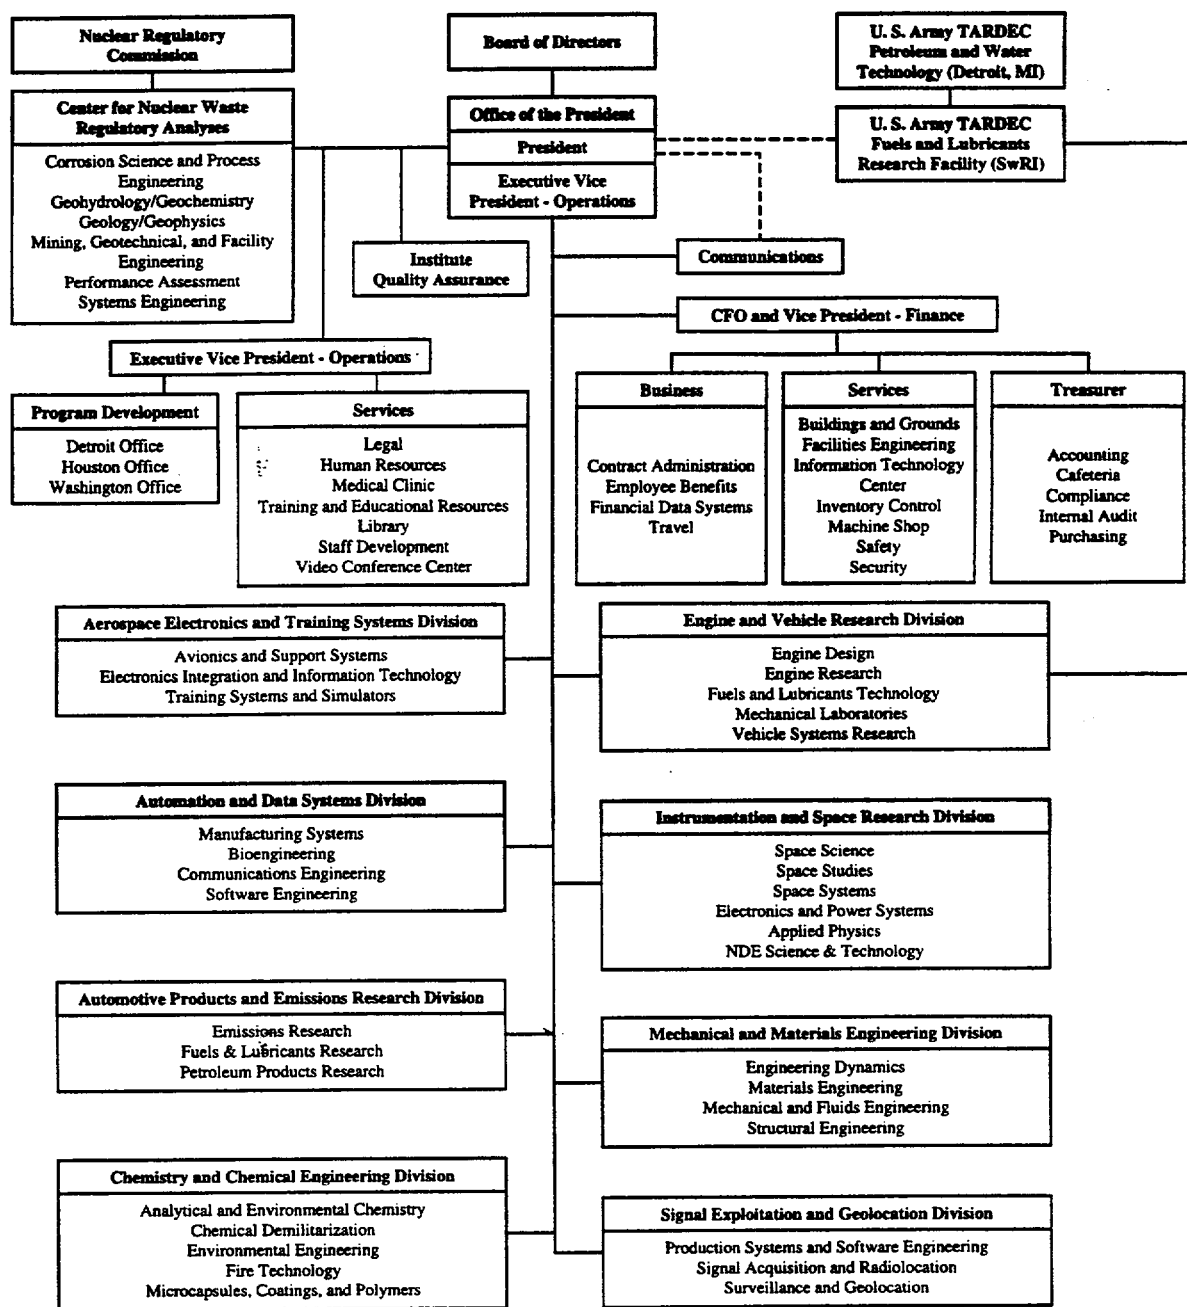 Nuclear Regulatory
Commission
Board of Directors
U. S. Army TARDEC
Petroleum and Water
Technology (Detroit, MI)
Center for Nuclear Waste
Regulatory Analyses
Corrosion Science and Process
Engineering
Geohydrology/Geochemistry
Geology/Geophysics
Mining, Geotechnical, and Facility
Engineering
Performance Assessment
Systems Engineering
Office of the President
President
Executive Vice
President - Operations
U. S. Army TARDEC
Fuels and Lubricants
Research Facility (SwRI)
Institute
Quality Assurance
Communications
CFO and Vice President - Finance
Executive Vice President - Operations
Program Development
Detroit Office
Houston Office
Washington Office
Services
Legal
Human Resources
Medical Clinic
Training and Educational Resources
Library
Staff Development
Video Conference Center
Business
Contract Administration
Employee Benefits
Financial Data Systems
Travel
Services
Buildings and Grounds
Facilities Engineering
Information Technology
Center
Inventory Control
Machine Shop
Safety
Security
Treasurer
Accounting
Cafeteria
Compliance
Internal Audit
Purchasing
Aerospace Electronics and Training Systems Division
Avionics and Support Systems
Electronics Integration and Information Technology
Training Systems and Simulators
Engine and Vehicle Research Division
Engine Design
Engine Research
Fuels and Lubricants Technology
Mechanical Laboratories
Vehicle Systems Research
Automation and Data Systems Division
Manufacturing Systems
Bioengineering
Communications Engineering
Software Engineering
Instrumentation and Space Research Division
Space Science
Space Studies
Space Systems
Electronics and Power Systems
Applied Physics
NDE Science & Technology
Automotive Products and Emissions Research Division
Emissions Research
Fuels & Lubricants Research
Petroleum Products Research
Mechanical and Materials Engineering Division
Engineering Dynamics
Materials Engineering
Mechanical and Fluids Engineering
Structural Engineering
Chemistry and Chemical Engineering Division
Analytical and Environmental Chemistry
Chemical Demilitarization
Environmental Engineering
Fire Technology
Microcapsules, Coatings, and Polymers
Signal Exploitation and Geolocation Division
Production Systems and Software Engineering
Signal Acquisition and Radiolocation
Surveillance and Geolocation